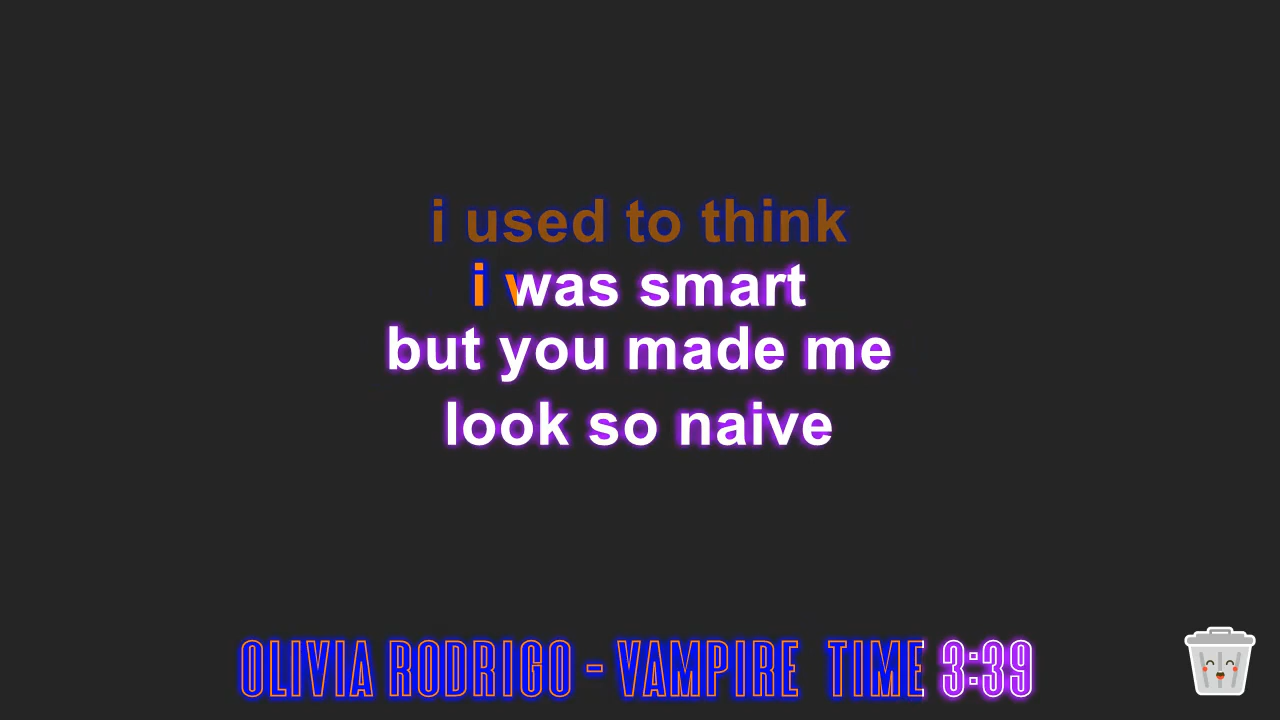 i used to think
i was smart
but you made me
look so naive
OLIVIA RODRIGO - VAMPIRE TIME 3:39